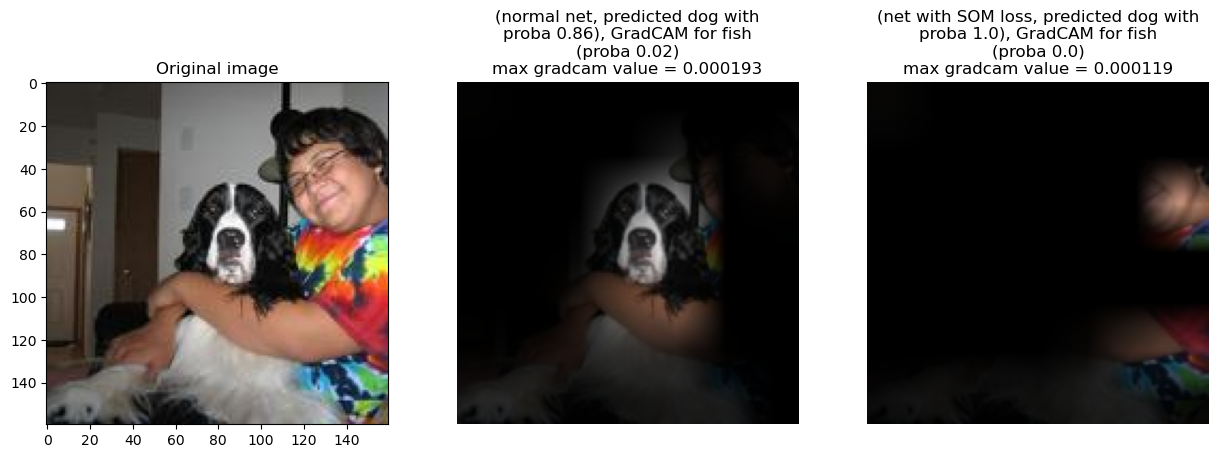 Original image
(normal net, predicted dog with
proba 0.86), GradCAM for fish
(proba 0.02)
max gradcam value = 0.000193
(net with SOM loss, predicted dog with
proba 1.0), GradCAM for fish
(proba 0.0)
max gradcam value = 0.000119
0
20
40
60
80
100
120
140
0 20 40 60 80 100 120 140